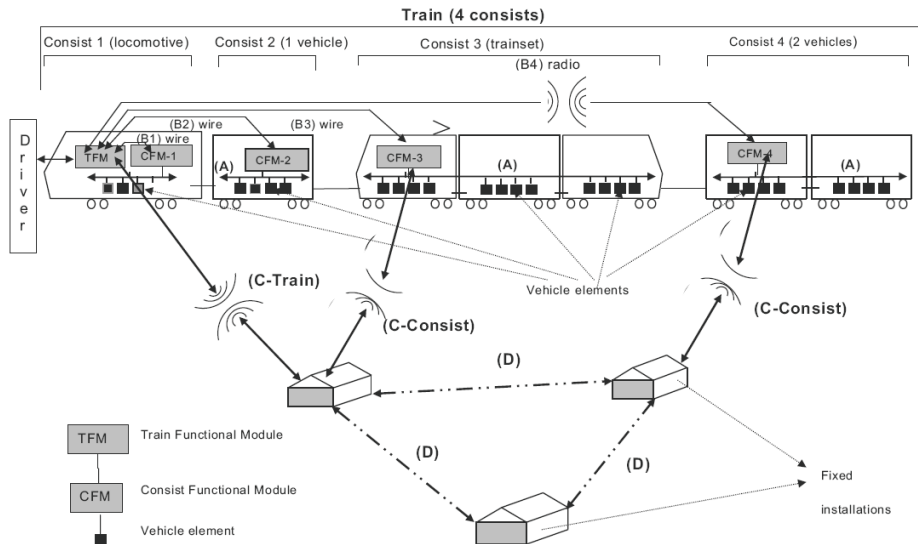 Train (4 consists)
Consist 1 (locomotive)
Consist 2 (1 vehicle)
Consist 3 (trainset)
Consist 4 (2 vehicles)
(B4) radio
Driver
(B2) wire
(B3) wire
(B1) wire
TFM
CFM-1
(A)
CFM-2
CFM-3
(A)
CFM-4
(A)
Vehicle elements
(C-Train)
(C-Consist)
(C-Consist)
(D)
(D)
(D)
TFM
Train Functional Module
CFM
Consist Functional Module
Vehicle element
Fixed
installations